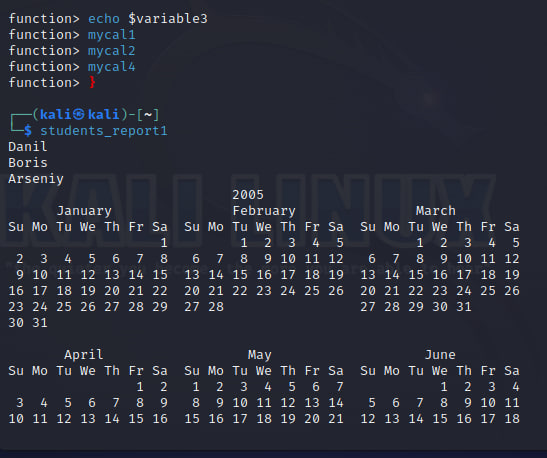 function> echo $variable3
function> mycal1
function> mycal2
function> mycal4
function> }
┌──(kali㉿kali)-[~]
└─$ students_report1
Danil
Boris
Arseniy
                            2005
      January               February               March
Su Mo Tu We Th Fr Sa  Su Mo Tu We Th Fr Sa  Su Mo Tu We Th Fr Sa
                   1         1  2  3  4  5         1  2  3  4  5
 2  3  4  5  6  7  8   6  7  8  9 10 11 12   6  7  8  9 10 11 12
 9 10 11 12 13 14 15  13 14 15 16 17 18 19  13 14 15 16 17 18 19
16 17 18 19 20 21 22  20 21 22 23 24 25 26  20 21 22 23 24 25 26
23 24 25 26 27 28 29  27 28                 27 28 29 30 31
30 31
       April                  May                   June
Su Mo Tu We Th Fr Sa  Su Mo Tu We Th Fr Sa  Su Mo Tu We Th Fr Sa
                1  2   1  2  3  4  5  6  7            1  2  3  4
 3  4  5  6  7  8  9   8  9 10 11 12 13 14   5  6  7  8  9 10 11
10 11 12 13 14 15 16  15 16 17 18 19 20 21  12 13 14 15 16 17 18
KALI LINUX